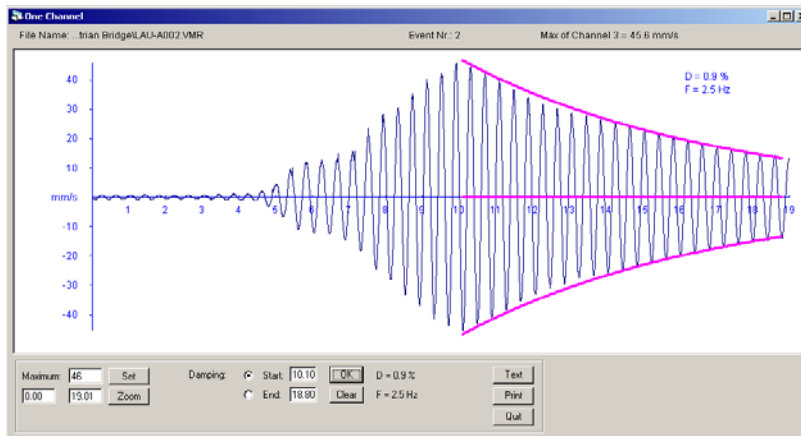 One Channel
File Name: ...trian Bridge\LAU-A002.VMR Event Nr.: 2 Max of Channel 3 = 45.6 mm/s
D = 0.9 %
F = 2.5 Hz
40
30
20
10
mm/s
1 2 3 4 5 6 7 8 9 10 11 12 13 14 15 16 17 18 19
-10
-20
-30
-40
Maximum: 46 Set Damping: Start: 10.10 OK D = 0.9 % Text
0.00 19.01 Zoom End: 18.80 Clear F = 2.5 Hz Print
Quit